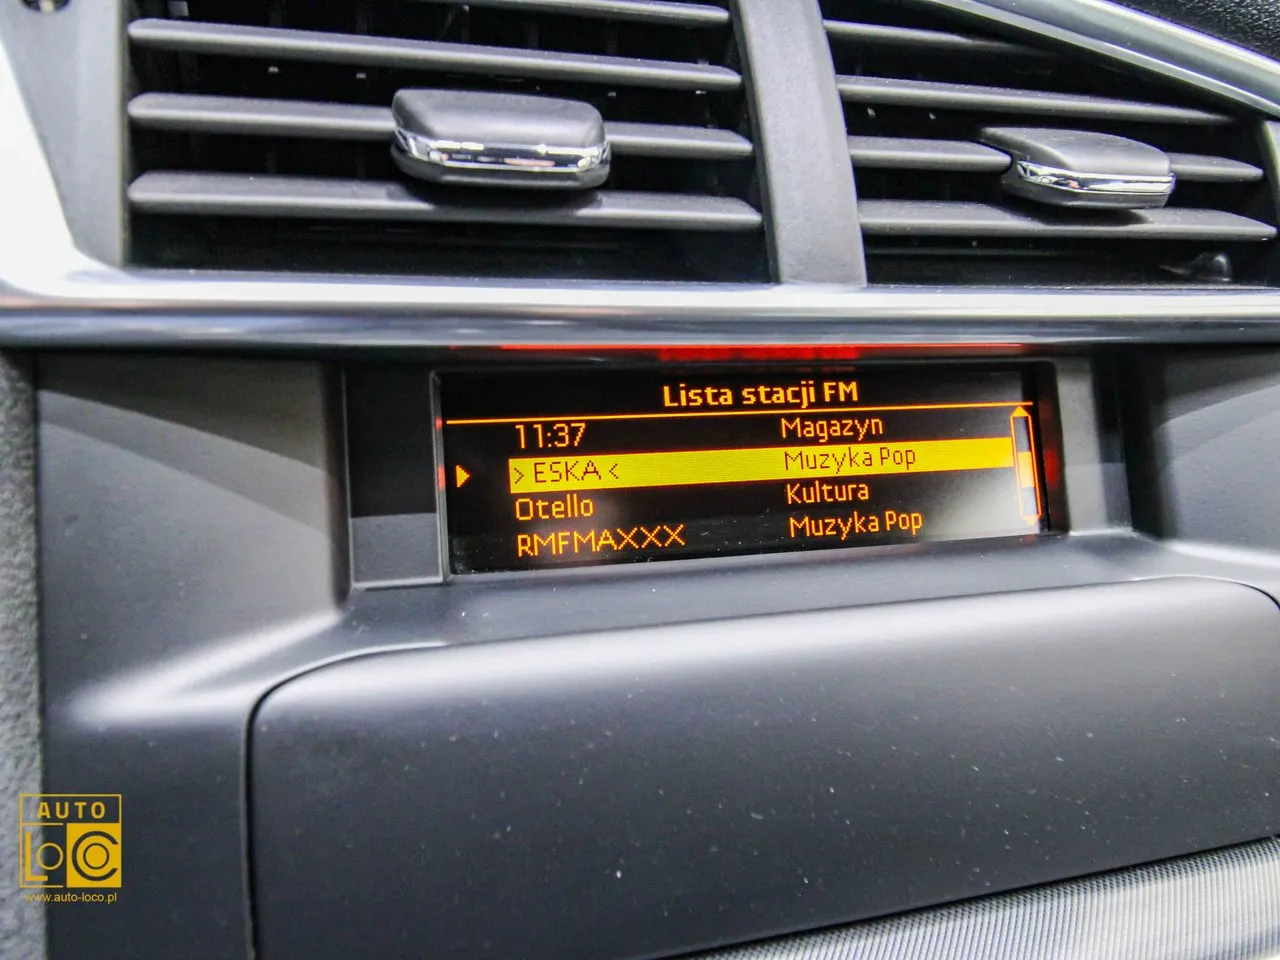 Lista stacji FM
11:37 Magazyn
>ESKA< Muzyka Pop
Otello Kultura
RMFMAXXX Muzyka Pop
AUTO
LOCO
www.auto-loco.pl